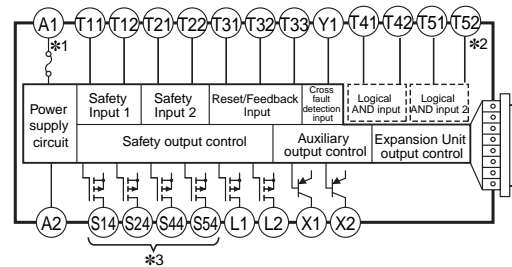 A1 T11 T12 T21 T22 T31 T32 T33 Y1 T41 T42 T51 T52
*1 *2
Power supply circuit
Safety Input 1
Safety Input 2
Reset/Feedback Input
Cross fault detection input
Logical AND input
Logical AND input 2
Safety output control
Auxiliary output control
Expansion Unit output control
A2 S14 S24 S44 S54 L1 L2 X1 X2
*3